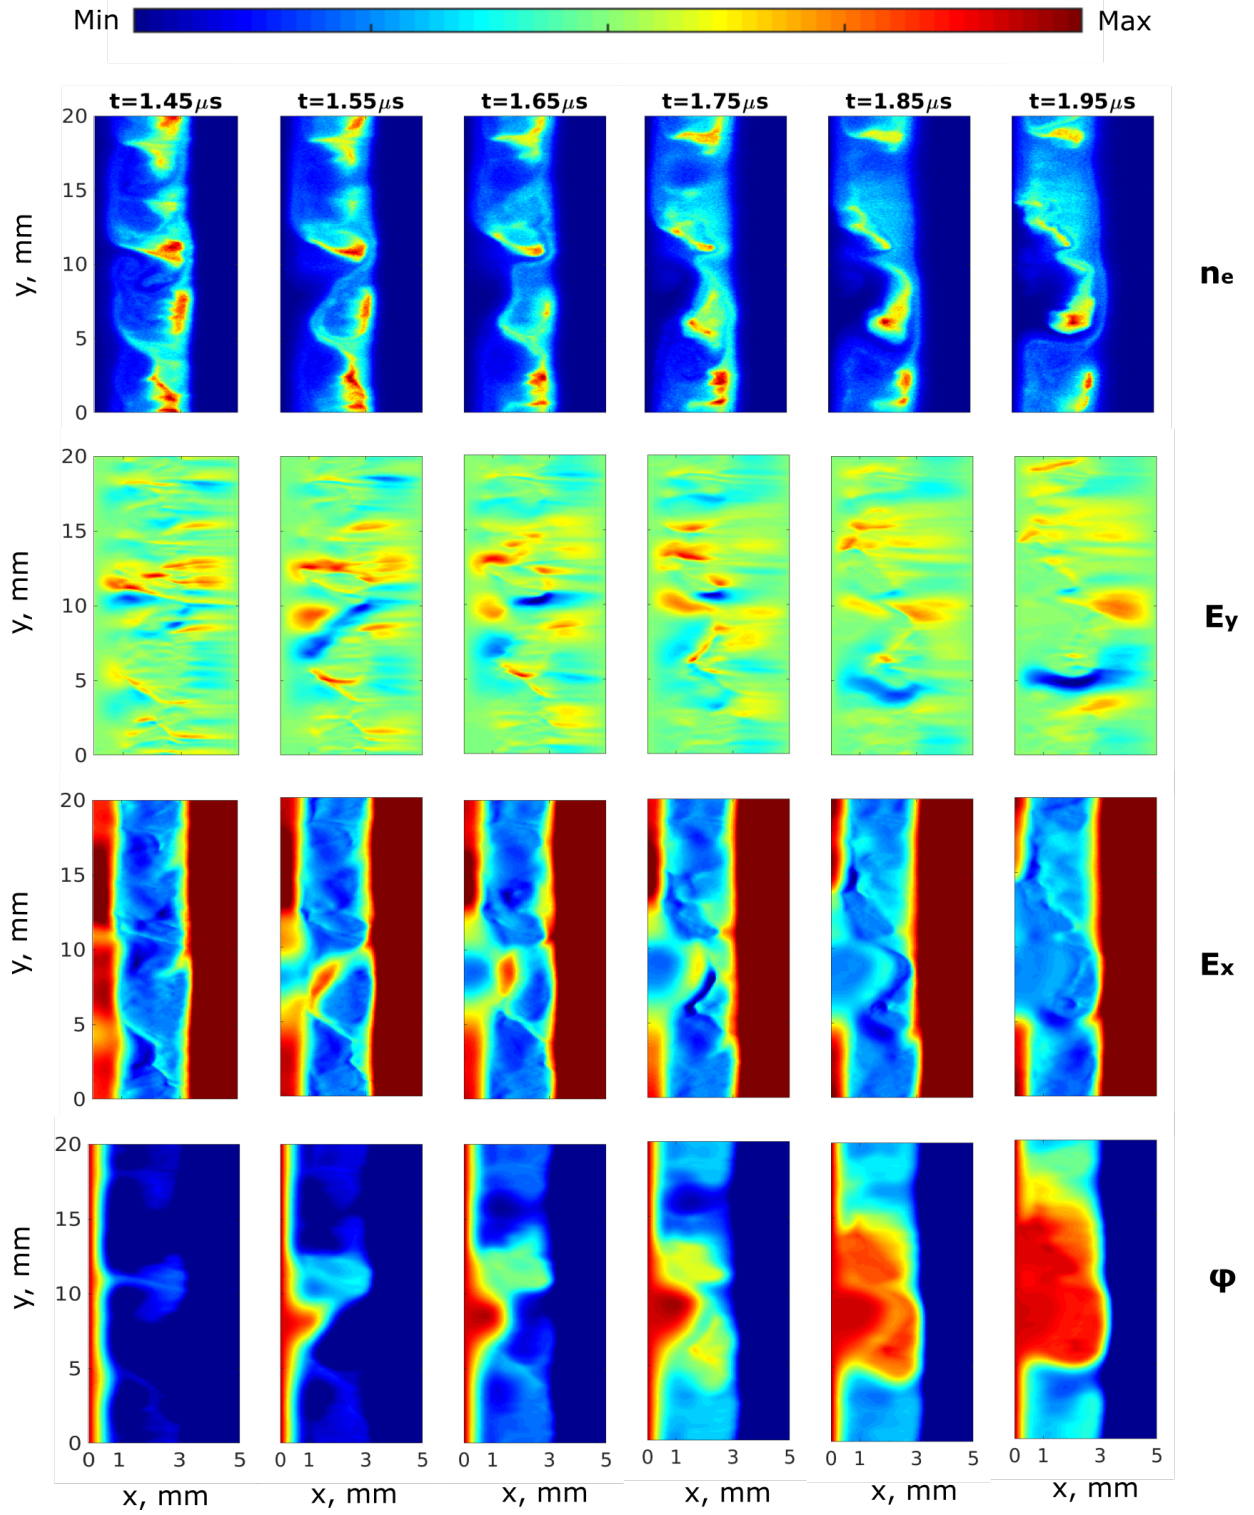 Min Max
t=1.45μs t=1.55μs t=1.65μs t=1.75μs t=1.85μs t=1.95μs
20
15
10
5
0
y, mm
nₑ
20
15
10
5
0
y, mm
Eᵧ
20
15
10
5
0
y, mm
Eₓ
20
15
10
5
0
y, mm
φ
0 1 3 5 0 1 3 5 0 1 3 5 0 1 3 5 0 1 3 5 0 1 3 5
x, mm x, mm x, mm x, mm x, mm x, mm